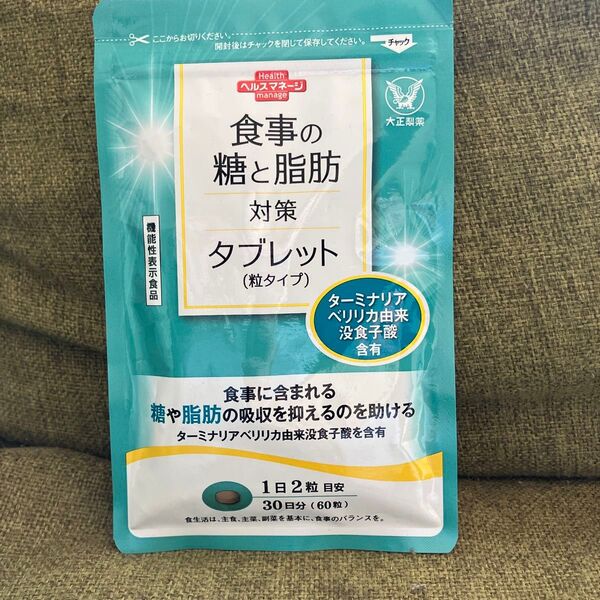 ここからお切りください。
開封後はチャックを閉じて保存してください。
チャック
Health
ヘルスマネージ
manage
大正製薬
食事の
糖と脂肪
対策
タブレット
(粒タイプ)
機能性表示食品
ターミナリア
ベリリカ由来
没食子酸
含有
食事に含まれる
糖や脂肪の吸収を抑えるのを助ける
ターミナリアベリリカ由来没食子酸を含有
1日2粒 目安
30日分(60粒)
食生活は、主食、主菜、副菜を基本に、食事のバランスを。